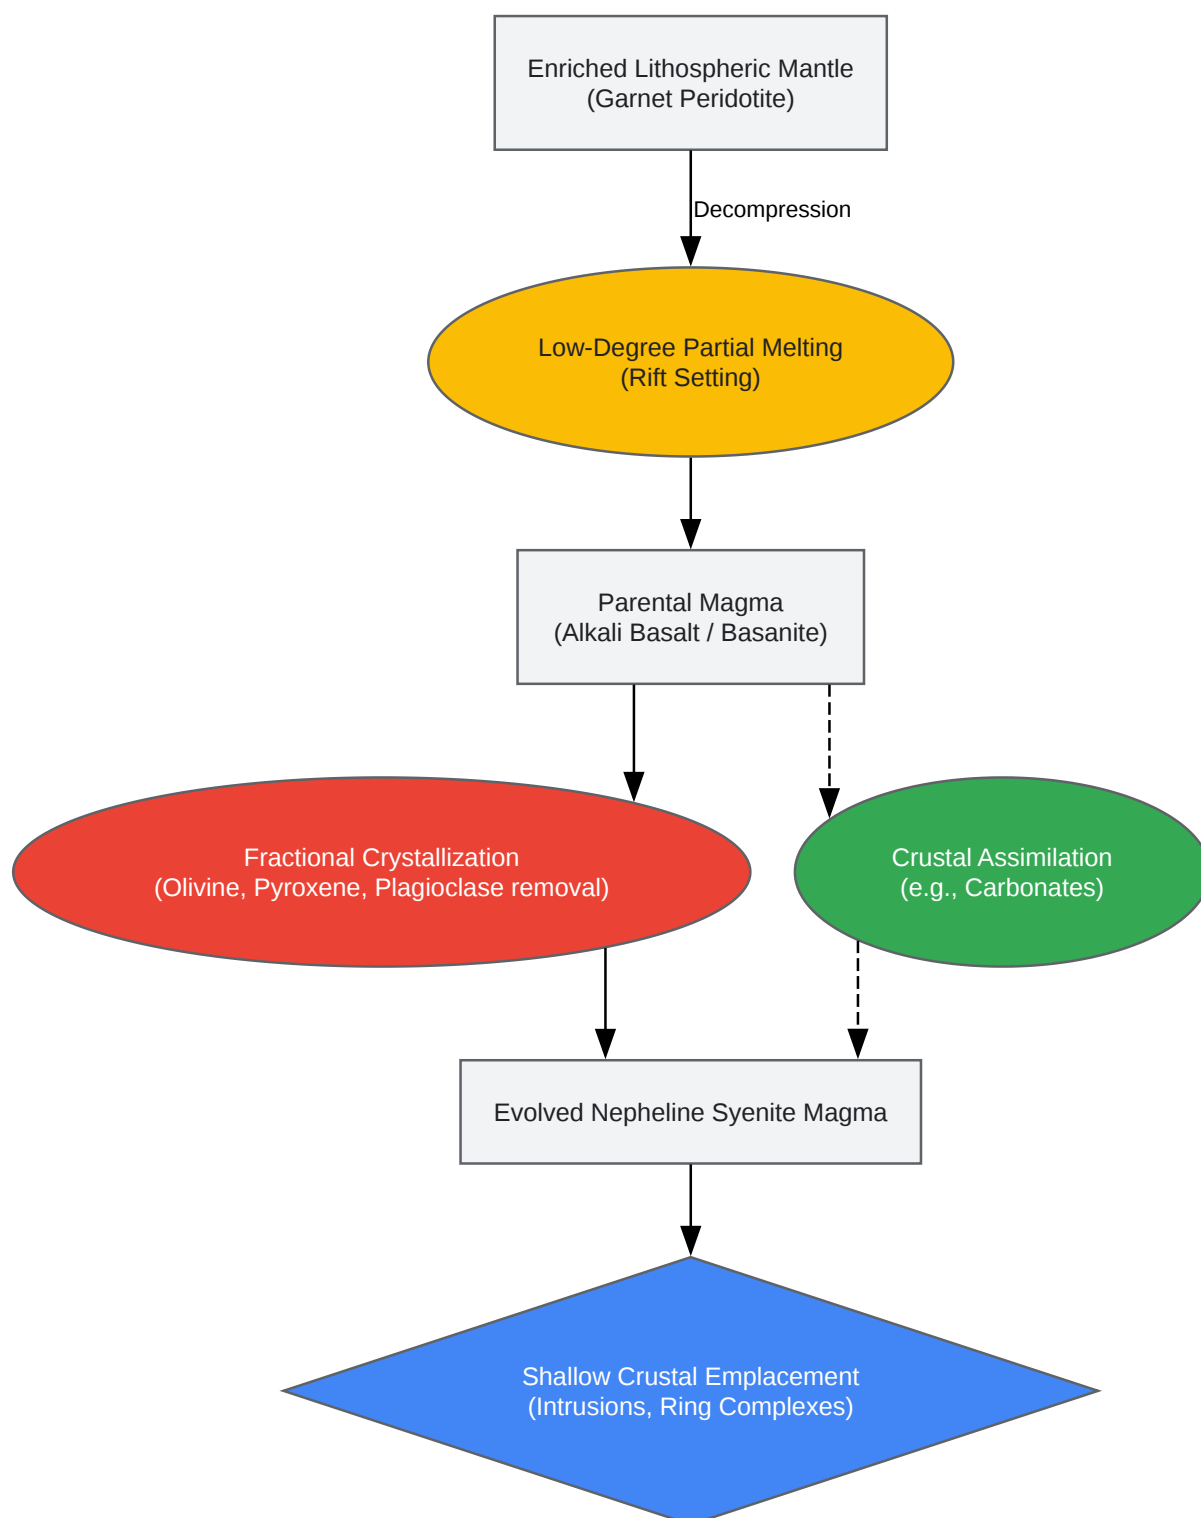 Enriched Lithospheric Mantle
(Garnet Peridotite)
Decompression
Low-Degree Partial Melting
(Rift Setting)
Parental Magma
(Alkali Basalt / Basanite)
Fractional Crystallization
(Olivine, Pyroxene, Plagioclase removal)
Crustal Assimilation
(e.g., Carbonates)
Evolved Nepheline Syenite Magma
Shallow Crustal Emplacement
(Intrusions, Ring Complexes)